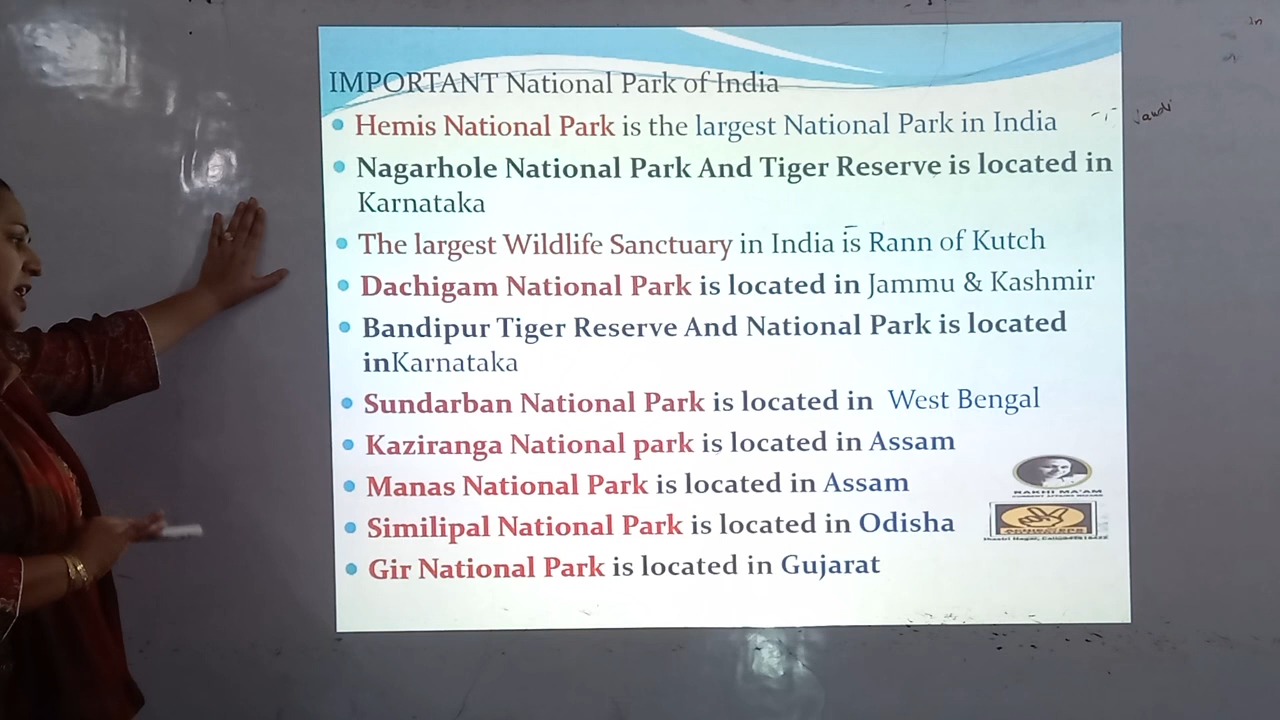 IMPORTANT National Park of India
Hemis National Park is the largest National Park in India
Nagarhole National Park And Tiger Reserve is located in
Karnataka
The largest Wildlife Sanctuary in India is Rann of Kutch
Dachigam National Park is located in Jammu & Kashmir
Bandipur Tiger Reserve And National Park is located
inKarnataka
Sundarban National Park is located in West Bengal
Kaziranga National park is located in Assam
Manas National Park is located in Assam
Similipal National Park is located in Odisha
Gir National Park is located in Gujarat
RAKHI MA'AM